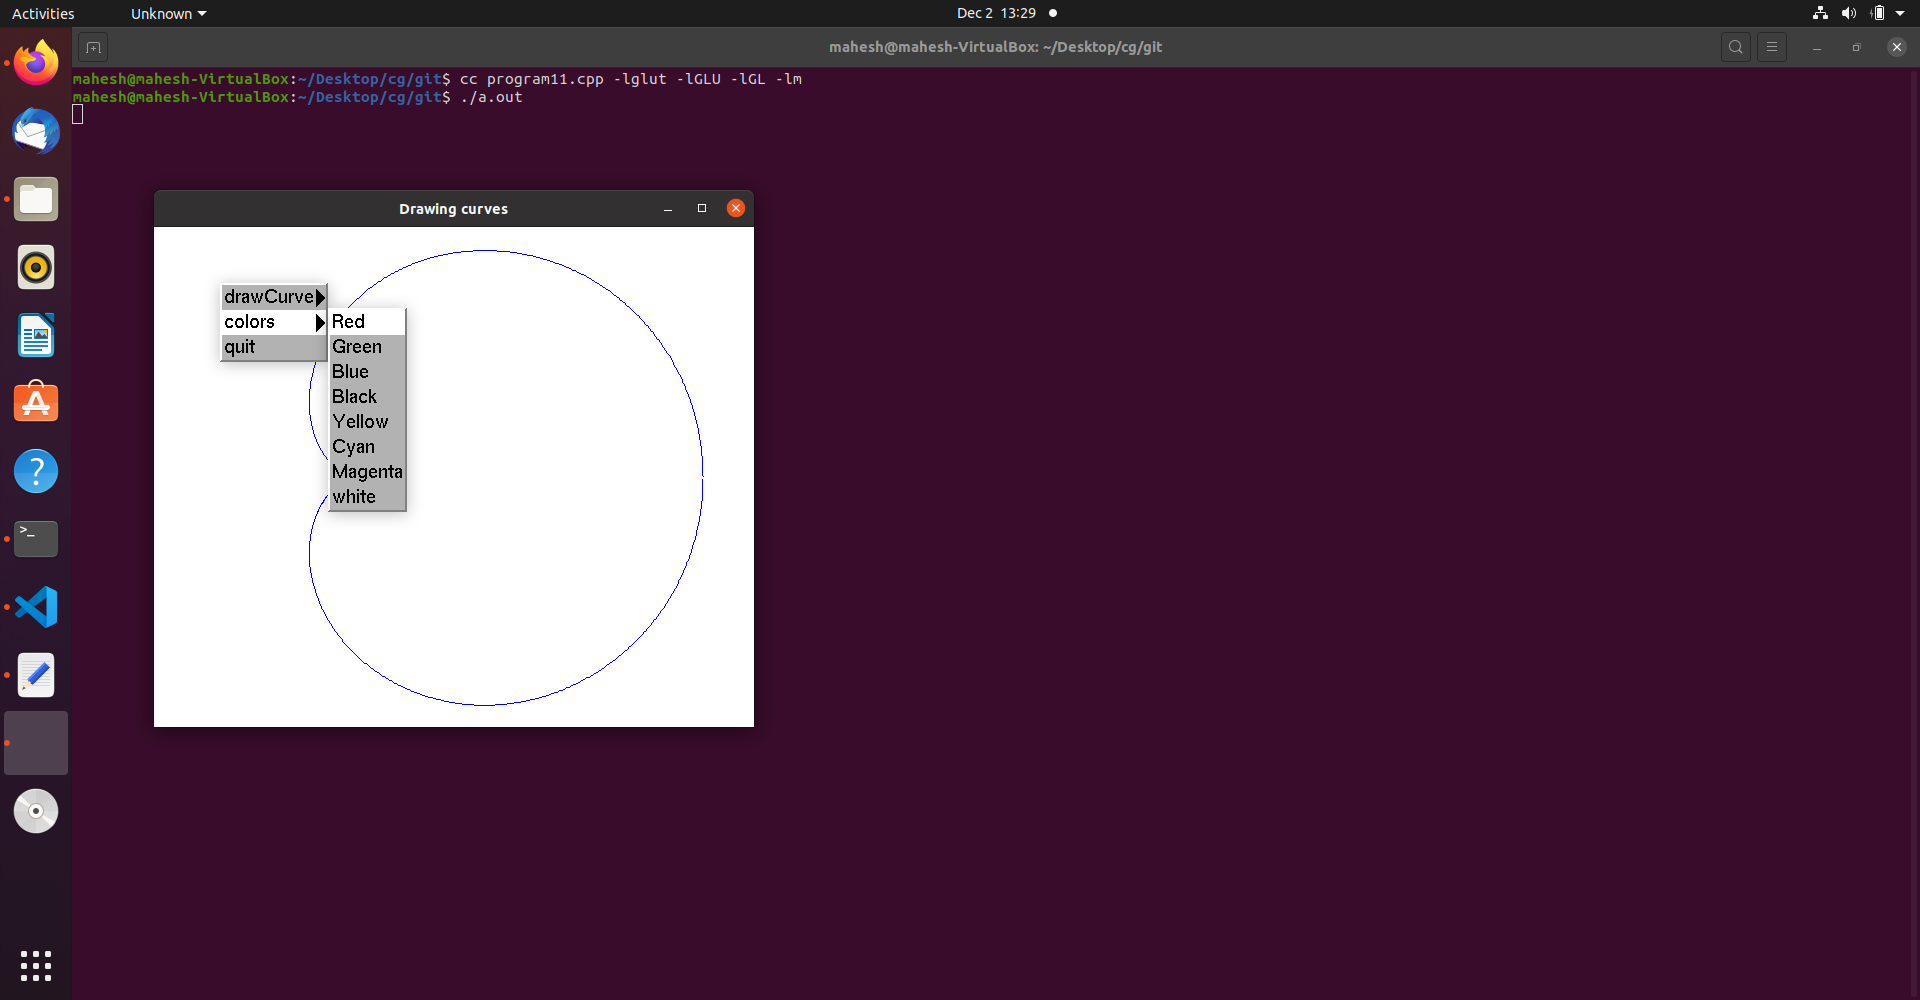 Activities
Unknown
Dec 2 13:29
mahesh@mahesh-VirtualBox: ~/Desktop/cg/git
mahesh@mahesh-VirtualBox:~/Desktop/cg/git$ cc program11.cpp -lglut -lGLU -lGL -lm
mahesh@mahesh-VirtualBox:~/Desktop/cg/git$ ./a.out
Drawing curves
drawCurve
colors
quit
Red
Green
Blue
Black
Yellow
Cyan
Magenta
white